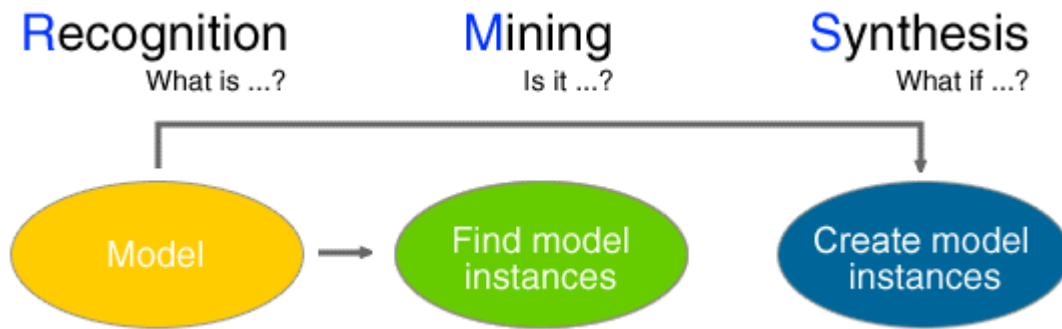 Recognition
What is ...?
Mining
Is it ...?
Synthesis
What if ...?
Model
Find model
instances
Create model
instances